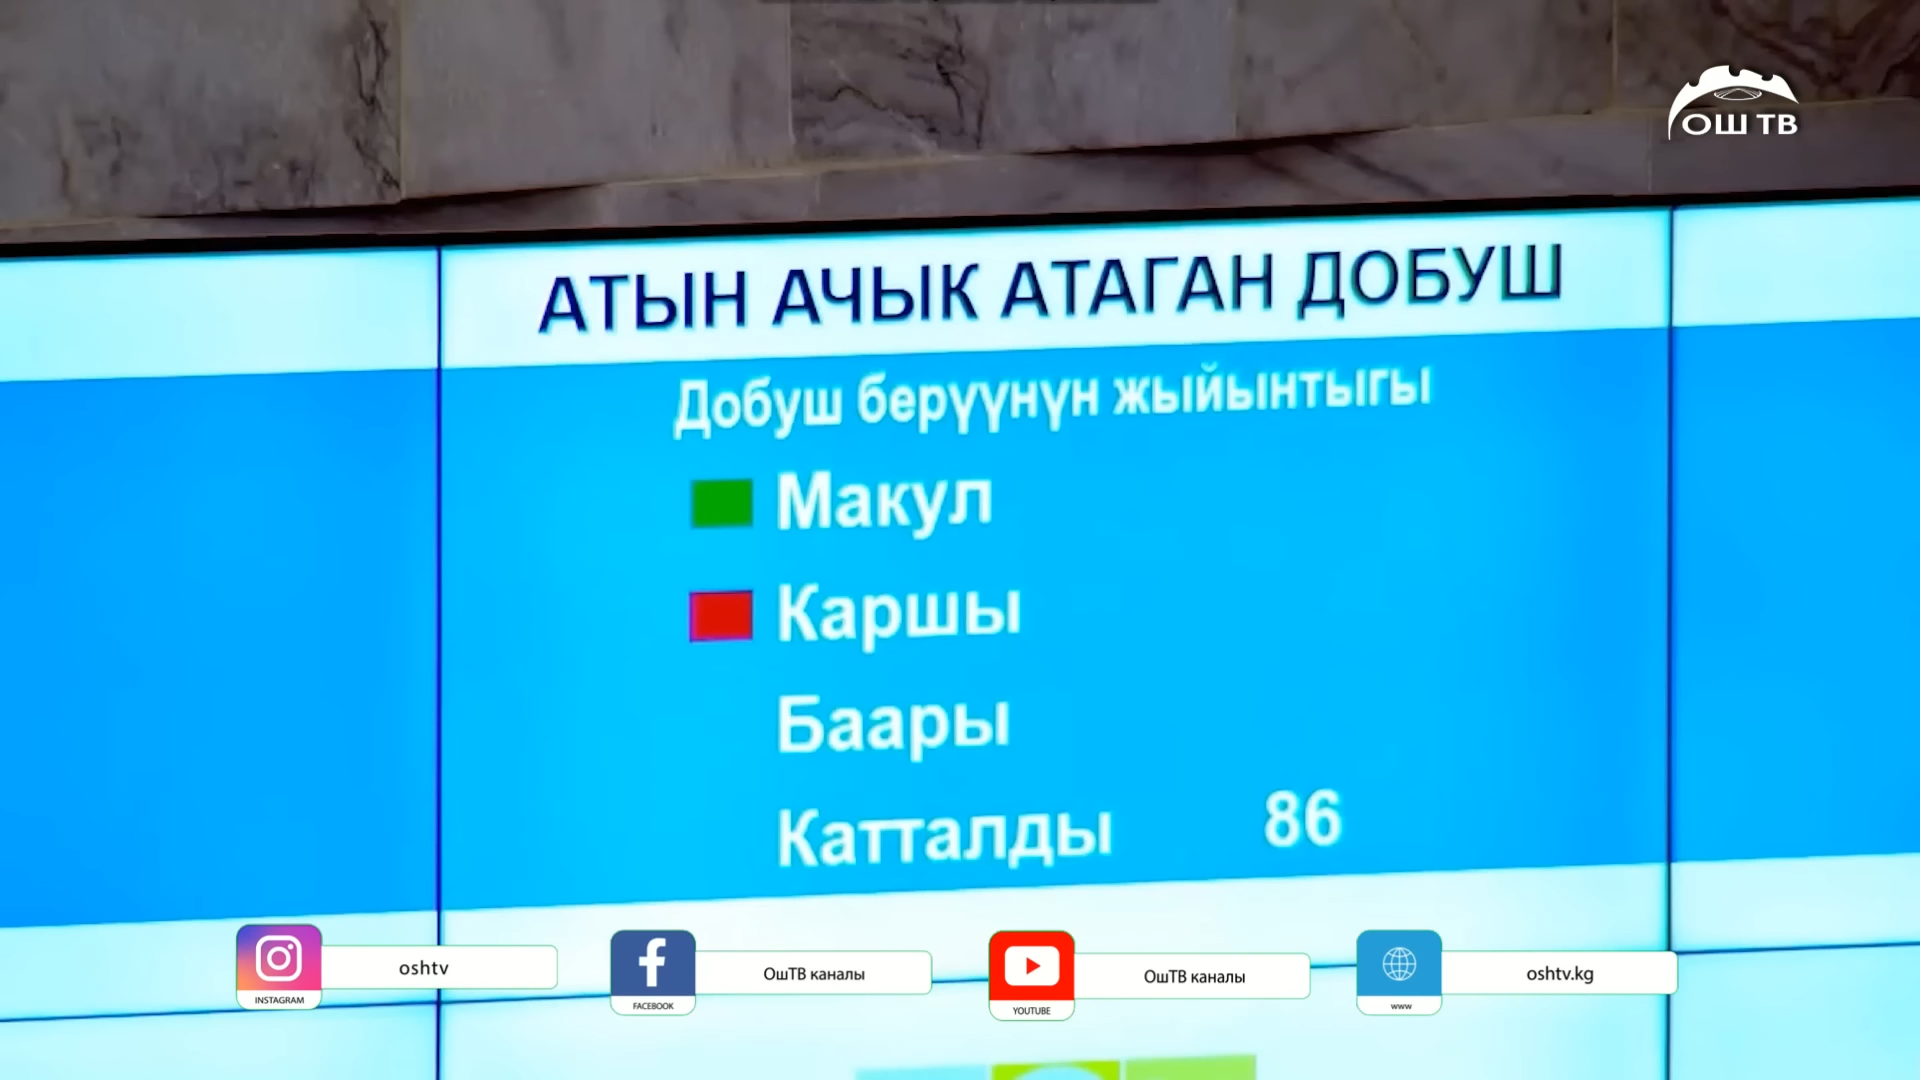 ОШ ТВ
АТЫН АЧЫК АТАГАН ДОБУШ
Добуш берүүнүн жыйынтыгы
Макул
Каршы
Баары
Катталды 86
oshtv
INSTAGRAM
ОшТВ каналы
FACEBOOK
ОшТВ каналы
YOUTUBE
oshtv.kg
www